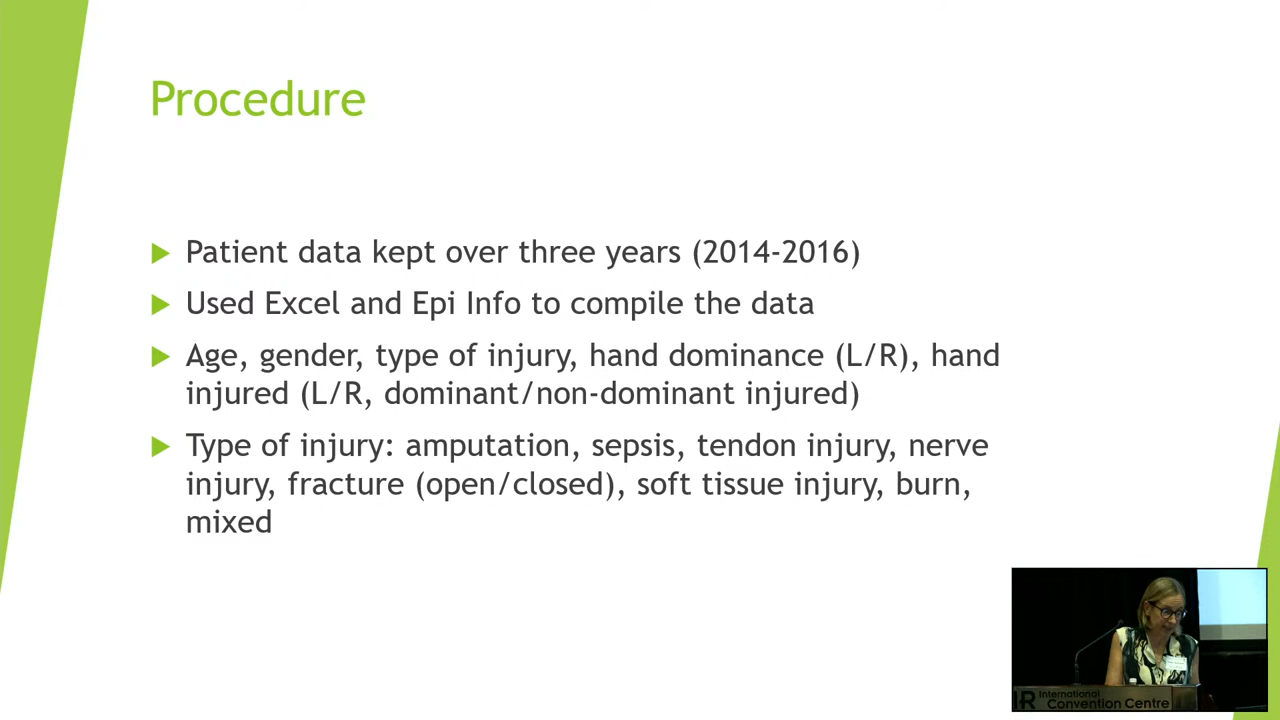 Procedure
Patient data kept over three years (2014-2016)
Used Excel and Epi Info to compile the data
Age, gender, type of injury, hand dominance (L/R), hand
injured (L/R, dominant/non-dominant injured)
Type of injury: amputation, sepsis, tendon injury, nerve
injury, fracture (open/closed), soft tissue injury, burn,
mixed
International
Convention Centre